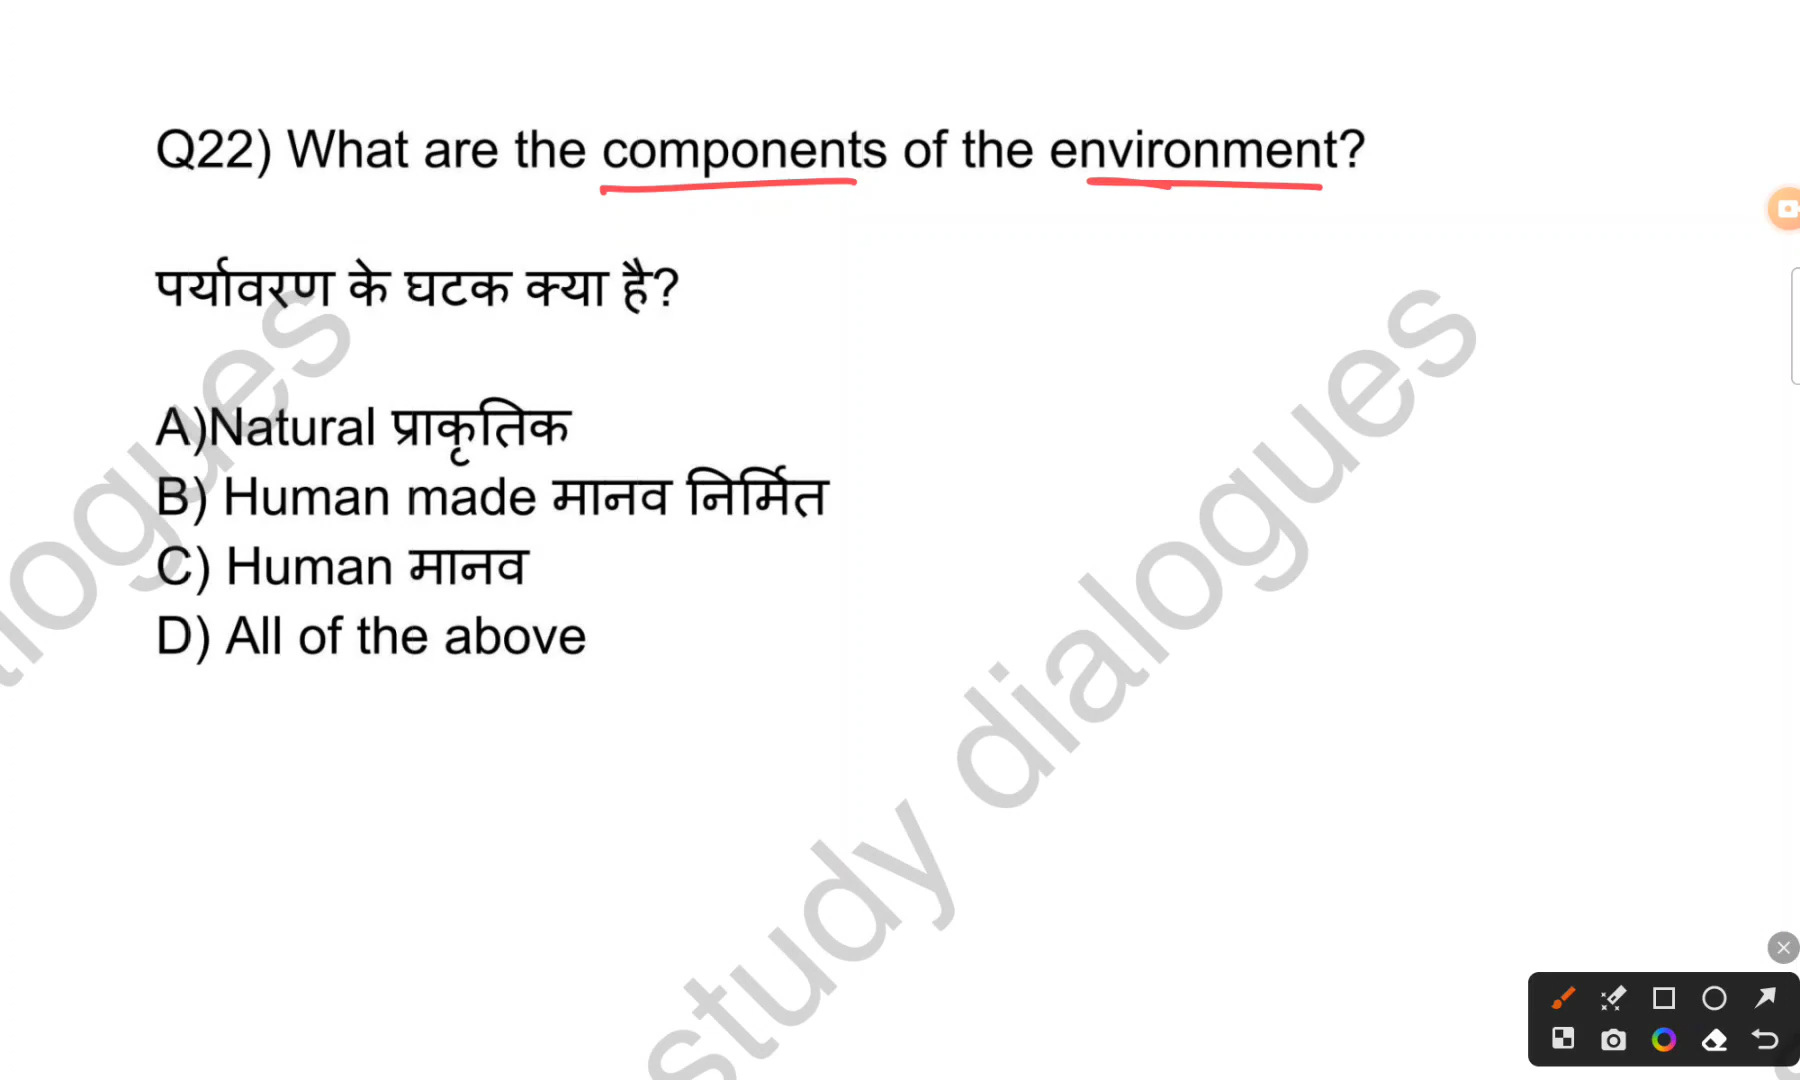 Q22) What are the components of the environment?
पर्यावरण के घटक क्या है?
A)Natural प्राकृतिक
B) Human made मानव निर्मित
C) Human मानव
D) All of the above
study dialogues
alogues